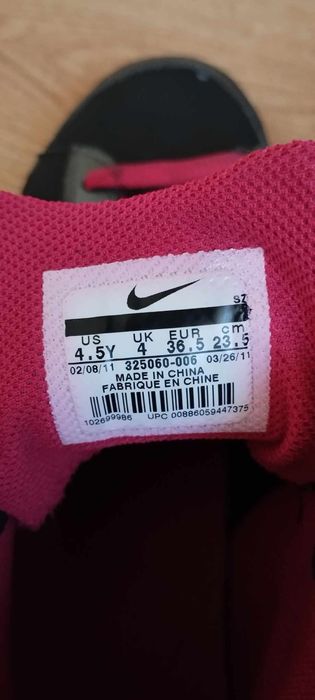 SZ
US UK EUR cm
4.5Y 4 36.5 23.5
02/08/11 325060-006 03/26/11
MADE IN CHINA
FABRIQUE EN CHINE
102699986 UPC 00886059447375